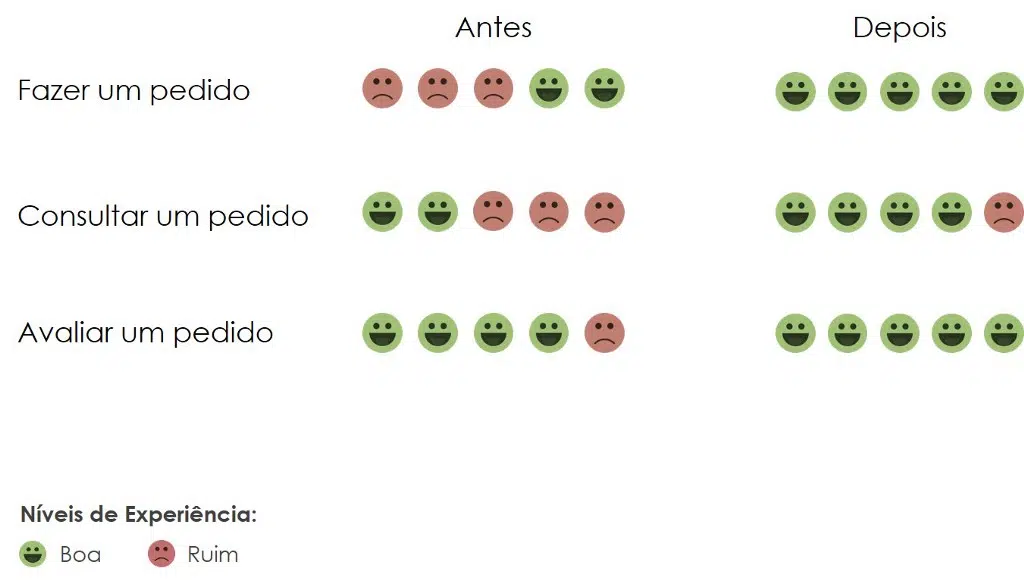 Antes
Depois
Fazer um pedido
Consultar um pedido
Avaliar um pedido
Níveis de Experiência:
Boa
Ruim